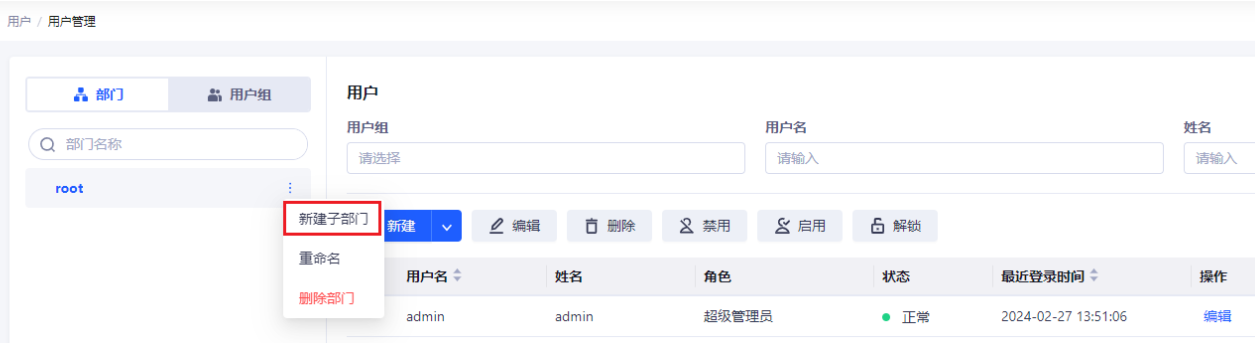 用户 / 用户管理
部门 用户组
部门名称
root
新建子部门
重命名
删除部门
用户
用户组 用户名 姓名
请选择 请输入 请输入
新建 编辑 删除 禁用 启用 解锁
用户名 姓名 角色 状态 最近登录时间 操作
admin admin 超级管理员 正常 2024-02-27 13:51:06 编辑